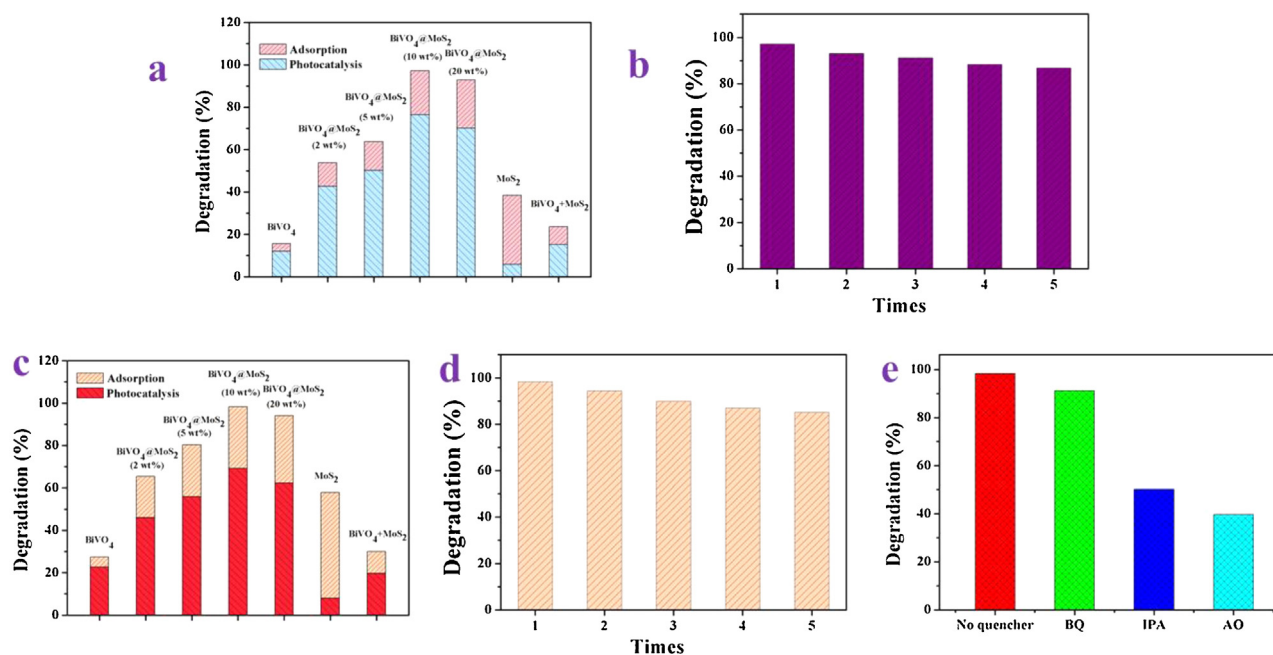 a
Degradation (%)
120
100
80
60
40
20
0
Adsorption
Photocatalysis
BiVO₄
BiVO₄@MoS₂
(2 wt%)
BiVO₄@MoS₂
(5 wt%)
BiVO₄@MoS₂
(10 wt%)
BiVO₄@MoS₂
(20 wt%)
MoS₂
BiVO₄+MoS₂
b
Degradation (%)
100
80
60
40
20
0
1 2 3 4 5
Times
c
Degradation (%)
120
100
80
60
40
20
0
Adsorption
Photocatalysis
BiVO₄
BiVO₄@MoS₂
(2 wt%)
BiVO₄@MoS₂
(5 wt%)
BiVO₄@MoS₂
(10 wt%)
BiVO₄@MoS₂
(20 wt%)
MoS₂
BiVO₄+MoS₂
d
Degradation (%)
100
80
60
40
20
0
1 2 3 4 5
Times
e
Degradation (%)
100
80
60
40
20
0
No quencher BQ IPA AO